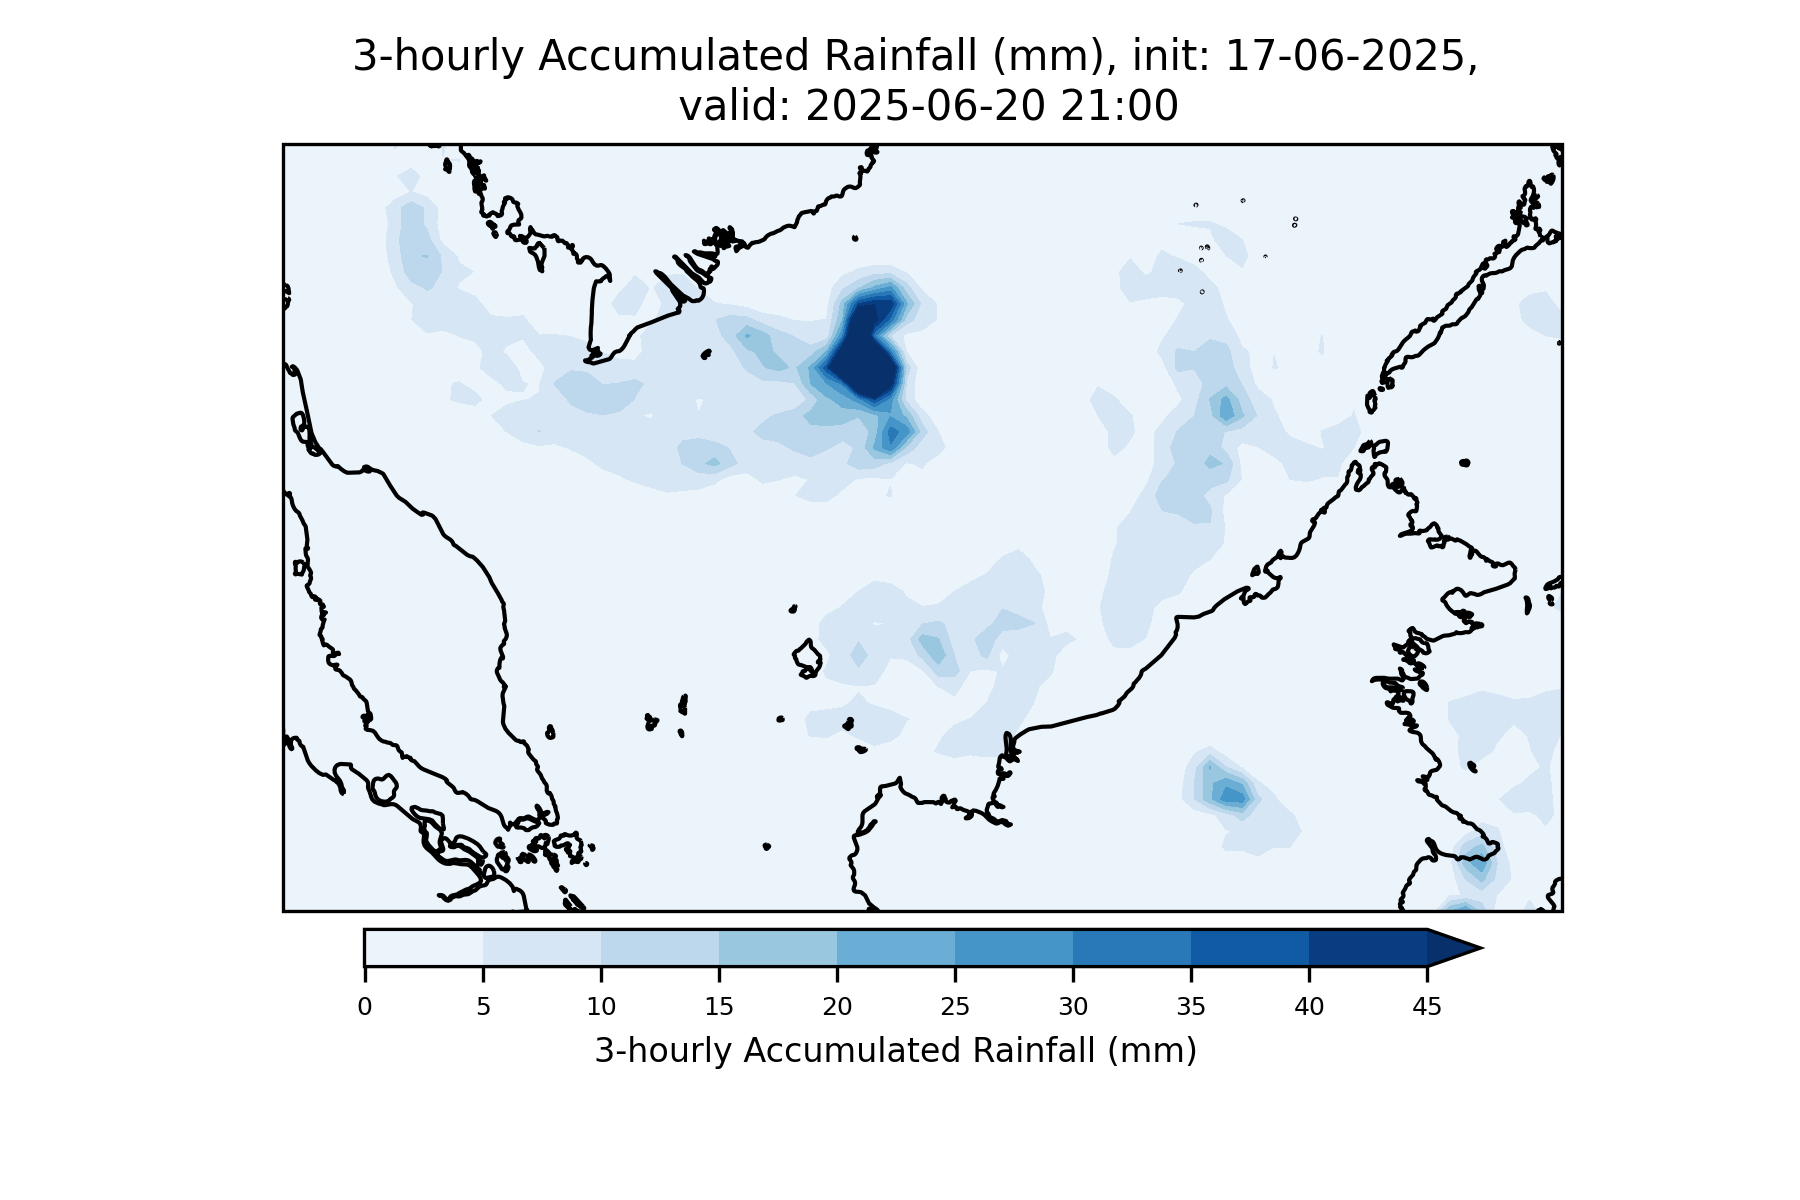 3-hourly Accumulated Rainfall (mm), init: 17-06-2025,
valid: 2025-06-20 21:00
0 5 10 15 20 25 30 35 40 45
3-hourly Accumulated Rainfall (mm)